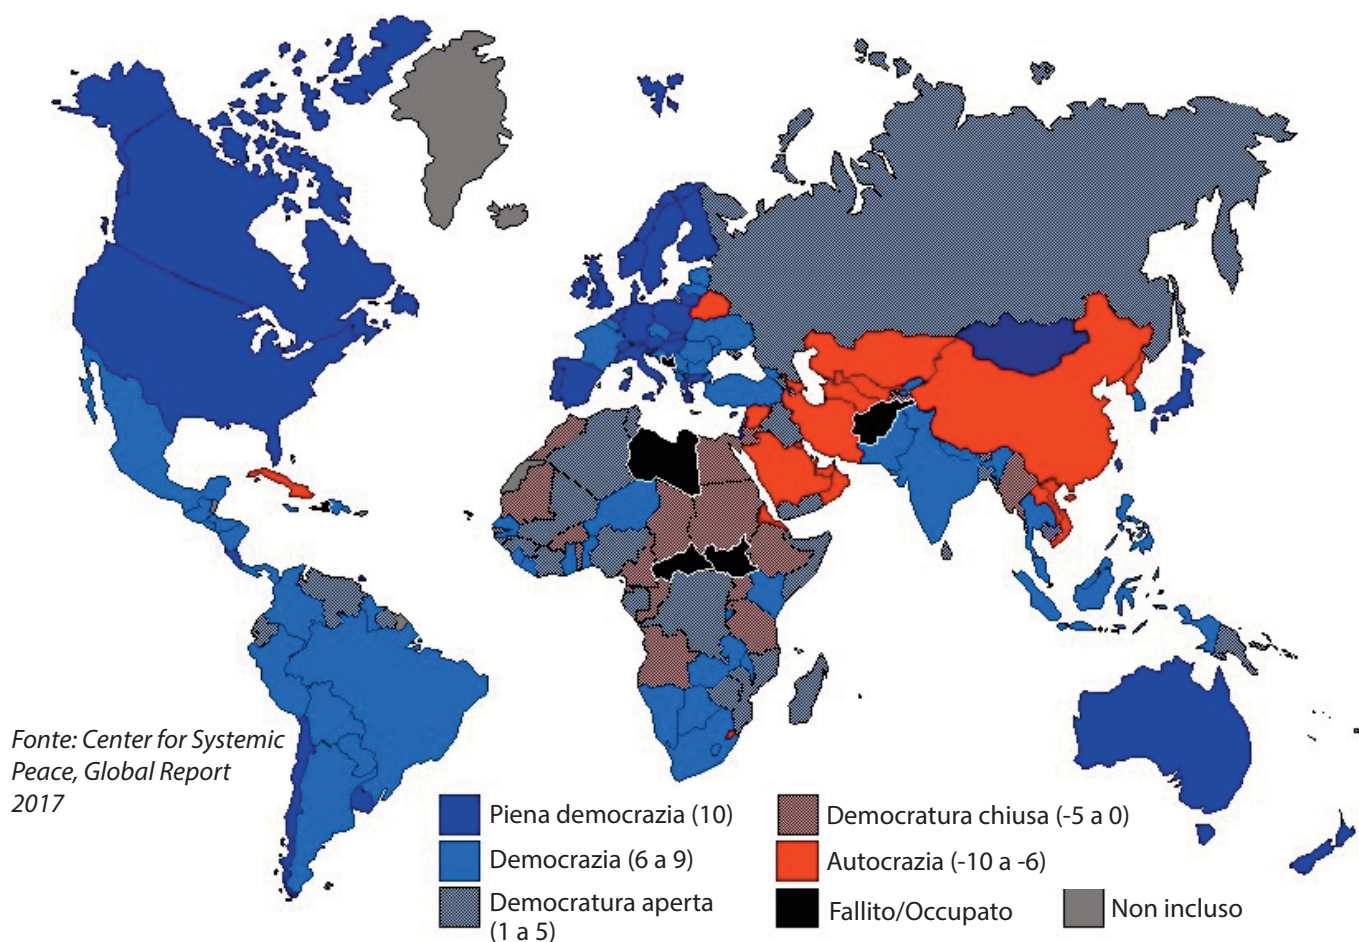 Fonte: Center for Systemic
Peace, Global Report
2017
Piena democrazia (10)
Democrazia (6 a 9)
Democratura aperta
(1 a 5)
Democratura chiusa (-5 a 0)
Autocrazia (-10 a -6)
Fallito/Occupato
Non incluso